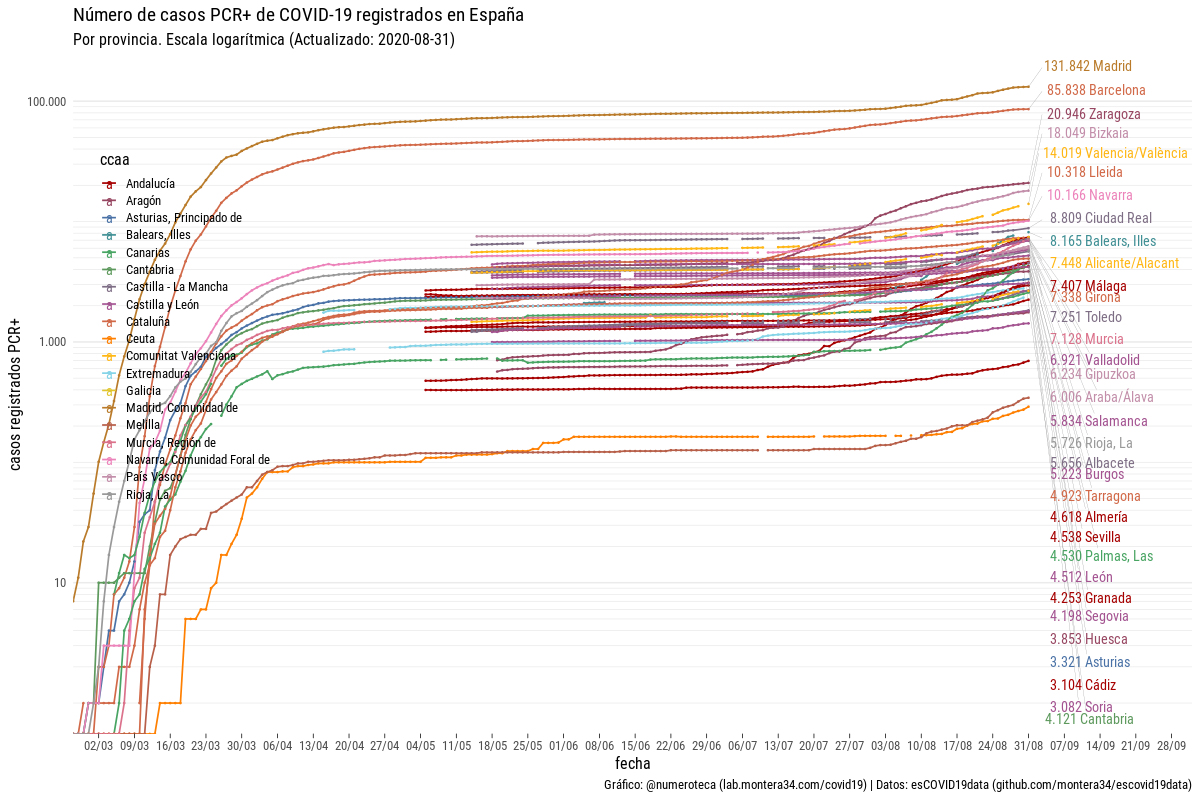 Número de casos PCR+ de COVID-19 registrados en España
Por provincia. Escala logarítmica (Actualizado: 2020-08-31)
casos registrados PCR+
100.000
1.000
10
ccaa
Andalucía
Aragón
Asturias, Principado de
Balears, Illes
Canarias
Cantabria
Castilla - La Mancha
Castilla y León
Cataluña
Ceuta
Comunitat Valenciana
Extremadura
Galicia
Madrid, Comunidad de
Melilla
Murcia, Región de
Navarra, Comunidad Foral de
País Vasco
Rioja, La
131.842 Madrid
85.838 Barcelona
20.946 Zaragoza
18.049 Bizkaia
14.019 Valencia/València
10.318 Lleida
10.166 Navarra
8.809 Ciudad Real
8.165 Balears, Illes
7.448 Alicante/Alacant
7.407 Málaga
7.338 Girona
7.251 Toledo
7.128 Murcia
6.921 Valladolid
6.234 Gipuzkoa
6.006 Araba/Álava
5.834 Salamanca
5.726 Rioja, La
5.656 Albacete
5.223 Burgos
4.923 Tarragona
4.618 Almería
4.538 Sevilla
4.530 Palmas, Las
4.512 León
4.253 Granada
4.198 Segovia
3.853 Huesca
3.321 Asturias
3.104 Cádiz
3.082 Soria
4.121 Cantabria
02/03 09/03 16/03 23/03 30/03 06/04 13/04 20/04 27/04 04/05 11/05 18/05 25/05 01/06 08/06 15/06 22/06 29/06 06/07 13/07 20/07 27/07 03/08 10/08 17/08 24/08 31/08 07/09 14/09 21/09 28/09
fecha
Gráfico: @numeroteca (lab.montera34.com/covid19) | Datos: esCOVID19data (github.com/montera34/escovid19data)